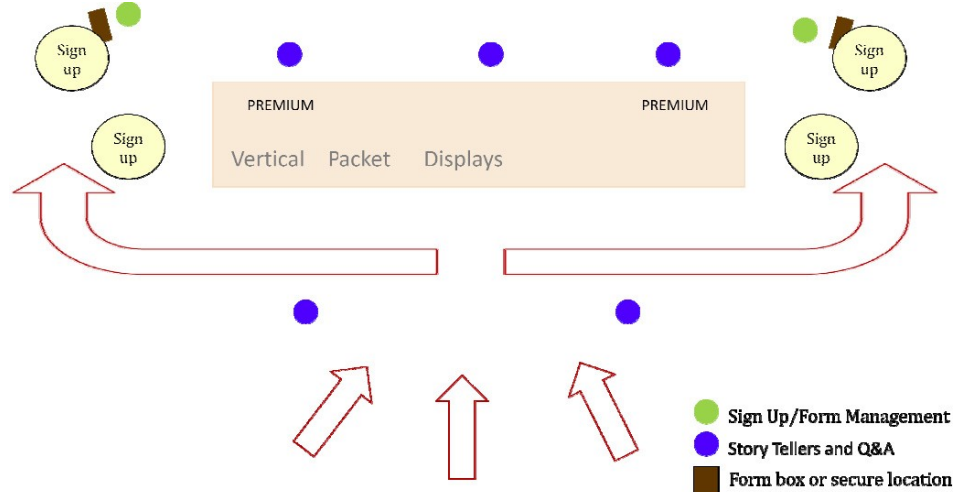 Sign
up
Sign
up
PREMIUM
PREMIUM
Sign
up
Sign
up
Vertical Packet Displays
Sign Up/Form Management
Story Tellers and Q&A
Form box or secure location